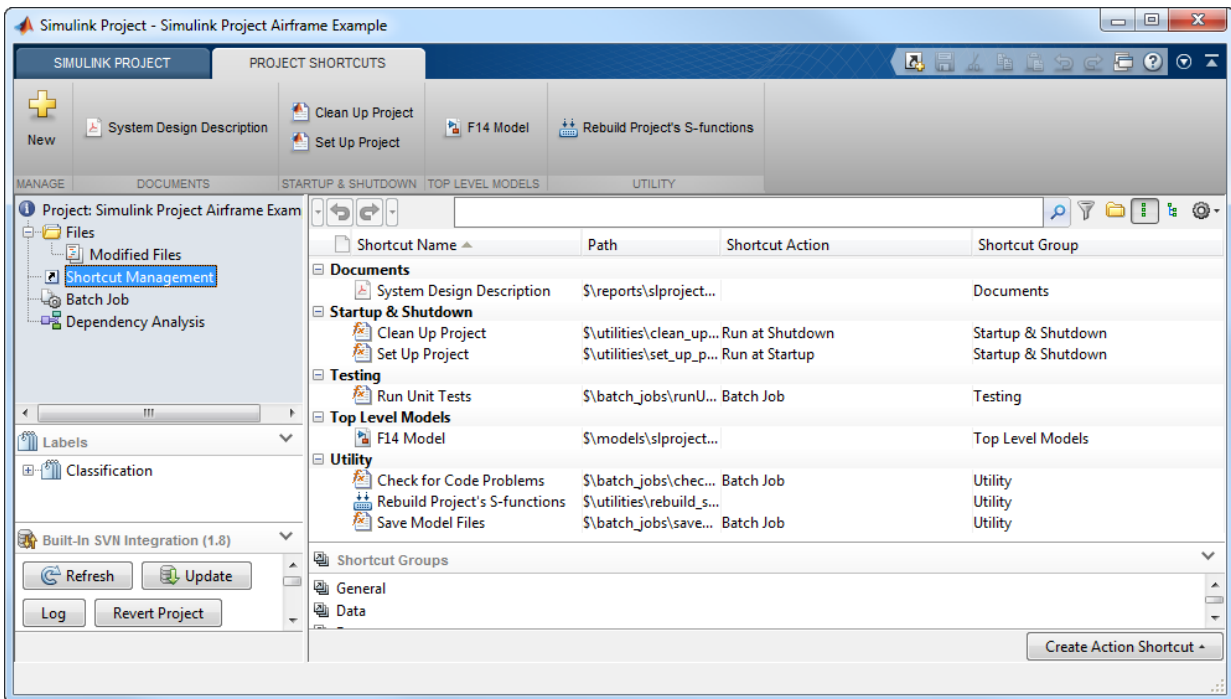 Simulink Project - Simulink Project Airframe Example
SIMULINK PROJECT PROJECT SHORTCUTS
New
System Design Description
Clean Up Project
Set Up Project
F14 Model
Rebuild Project's S-functions
MANAGE DOCUMENTS STARTUP & SHUTDOWN TOP LEVEL MODELS UTILITY
Project: Simulink Project Airframe Exam
Files
Modified Files
Shortcut Management
Batch Job
Dependency Analysis
Labels
Classification
Built-In SVN Integration (1.8)
Refresh Update
Log Revert Project
Shortcut Name Path Shortcut Action Shortcut Group
Documents
System Design Description $\reports\slproject... Documents
Startup & Shutdown
Clean Up Project $\utilities\clean_up... Run at Shutdown Startup & Shutdown
Set Up Project $\utilities\set_up_p... Run at Startup Startup & Shutdown
Testing
Run Unit Tests $\batch_jobs\runU... Batch Job Testing
Top Level Models
F14 Model $\models\slproject... Top Level Models
Utility
Check for Code Problems $\batch_jobs\chec... Batch Job Utility
Rebuild Project's S-functions $\utilities\rebuild_s... Utility
Save Model Files $\batch_jobs\save... Batch Job Utility
Shortcut Groups
General
Data
Create Action Shortcut